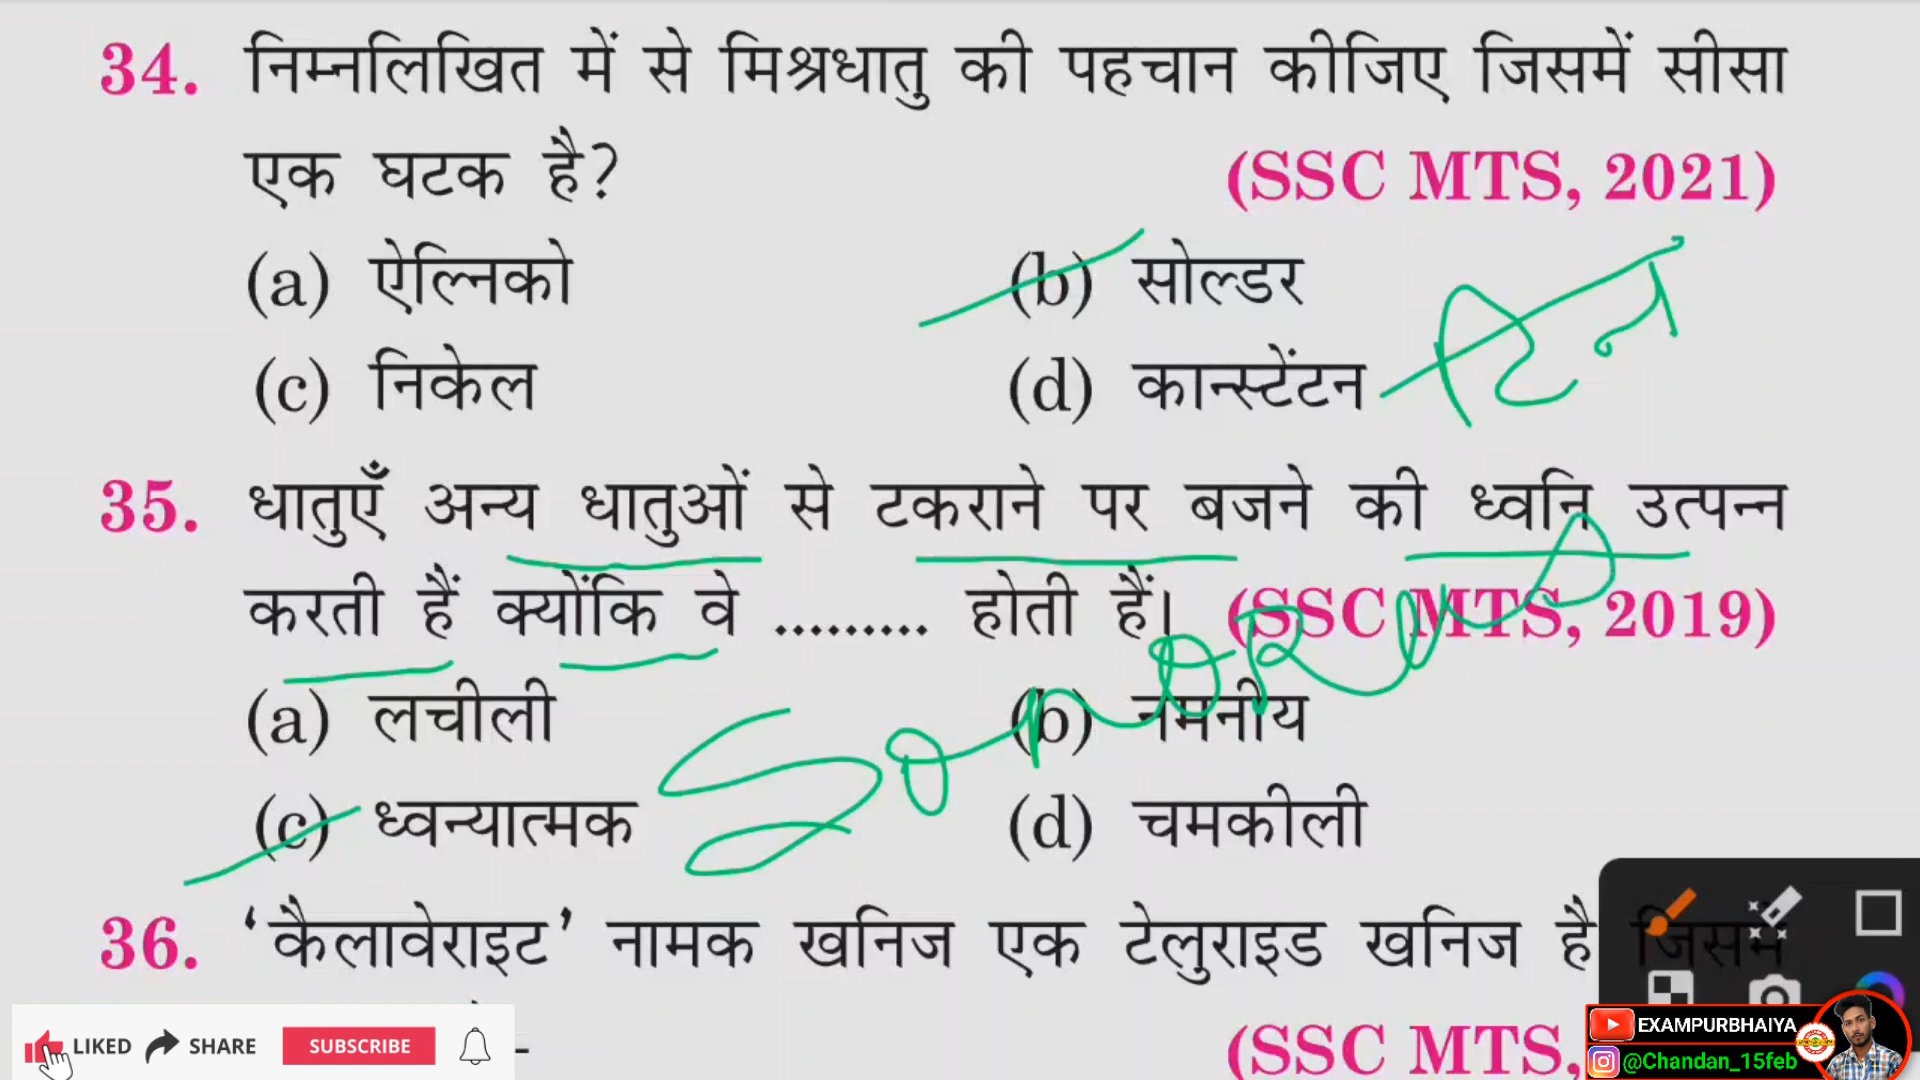 34. निम्नलिखित में से मिश्रधातु की पहचान कीजिए जिसमें सीसा
एक घटक है? (SSC MTS, 2021)
(a) ऐल्निको (b) सोल्डर
(c) निकेल (d) कान्स्टेंटन
टिन
35. धातुएँ अन्य धातुओं से टकराने पर बजने की ध्वनि उत्पन्न
करती हैं क्योंकि वे ......... होती हैं। (SSC MTS, 2019)
(a) लचीली (b) नमनीय
SonoRous
(c) ध्वन्यात्मक (d) चमकीली
36. ‘कैलावेराइट’ नामक खनिज एक टेलुराइड खनिज है जिसमें
(SSC MTS,
LIKED SHARE SUBSCRIBE
EXAMPURBHAIYA
@Chandan_15feb